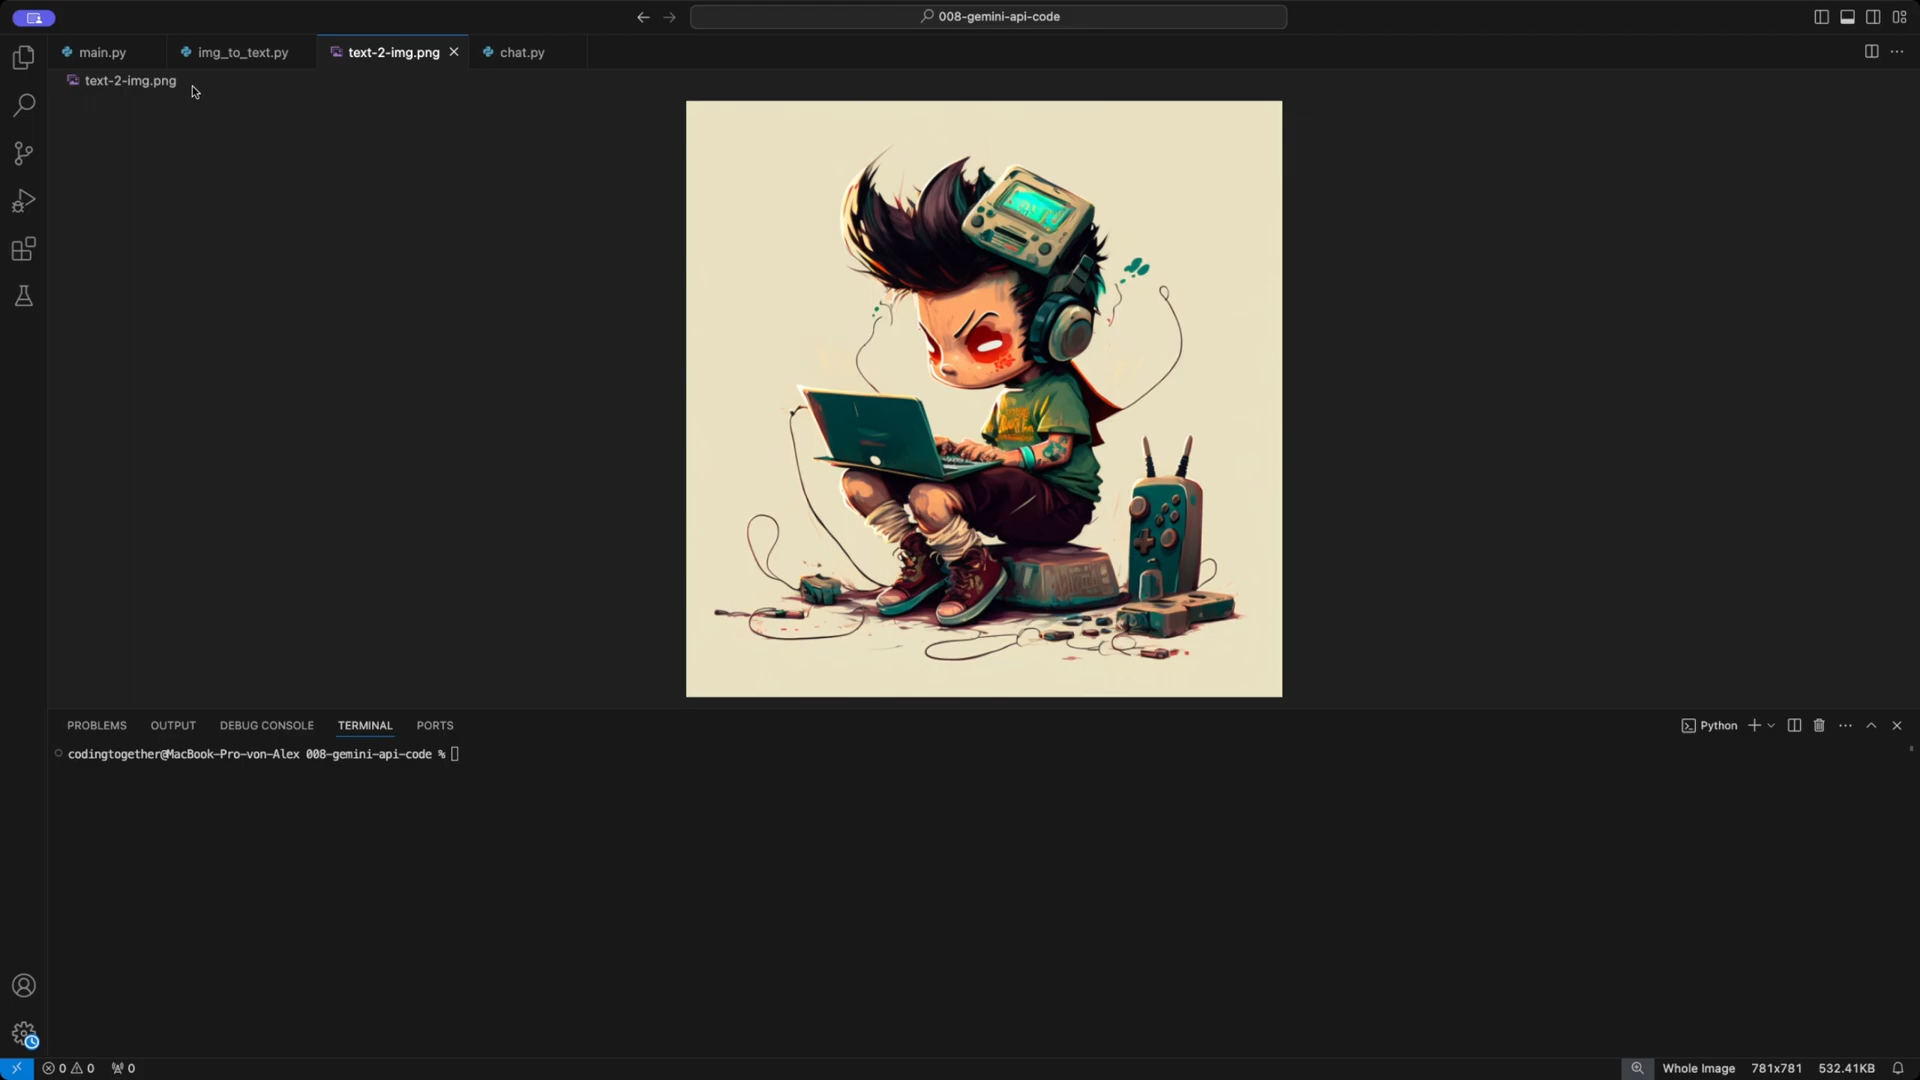 008-gemini-api-code
main.py
img_to_text.py
text-2-img.png
chat.py
text-2-img.png
PROBLEMS
OUTPUT
DEBUG CONSOLE
TERMINAL
PORTS
Python
codingtogether@MacBook-Pro-von-Alex 008-gemini-api-code %
0
0
0
Whole Image
781x781
532.41KB